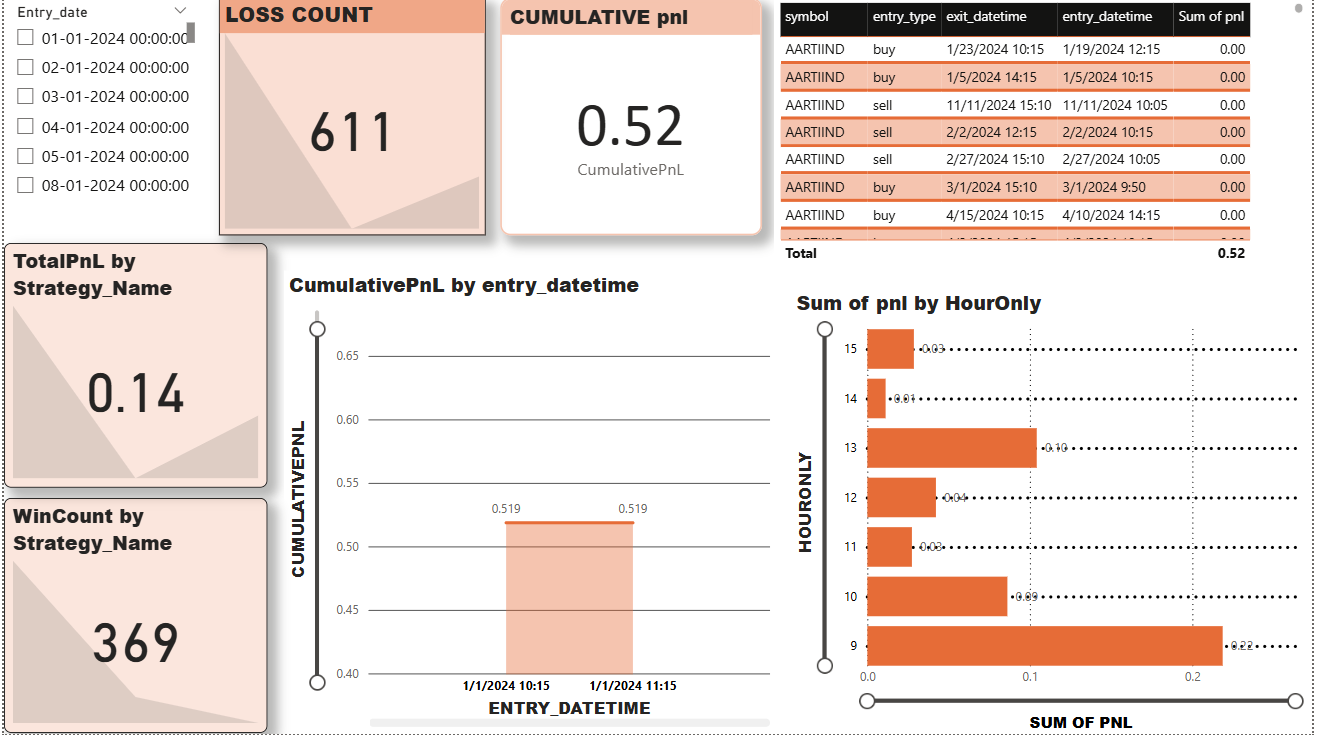 Entry_date
01-01-2024 00:00:00
02-01-2024 00:00:00
03-01-2024 00:00:00
04-01-2024 00:00:00
05-01-2024 00:00:00
08-01-2024 00:00:00
LOSS COUNT
611
CUMULATIVE pnl
0.52
CumulativePnL
symbol entry_type exit_datetime entry_datetime Sum of pnl
AARTIIND buy 1/23/2024 10:15 1/19/2024 12:15 0.00
AARTIIND buy 1/5/2024 14:15 1/5/2024 10:15 0.00
AARTIIND sell 11/11/2024 15:10 11/11/2024 10:05 0.00
AARTIIND sell 2/2/2024 12:15 2/2/2024 10:15 0.00
AARTIIND sell 2/27/2024 15:10 2/27/2024 10:05 0.00
AARTIIND buy 3/1/2024 15:10 3/1/2024 9:50 0.00
AARTIIND buy 4/15/2024 10:15 4/10/2024 14:15 0.00
Total 0.52
TotalPnL by
Strategy_Name
0.14
WinCount by
Strategy_Name
369
CumulativePnL by entry_datetime
CUMULATIVEPNL
0.65
0.60
0.55
0.50
0.45
0.40
0.519 0.519
1/1/2024 10:15 1/1/2024 11:15
ENTRY_DATETIME
Sum of pnl by HourOnly
HOURONLY
15 0.03
14 0.01
13 0.10
12 0.04
11 0.03
10 0.09
9 0.22
0.0 0.1 0.2
SUM OF PNL